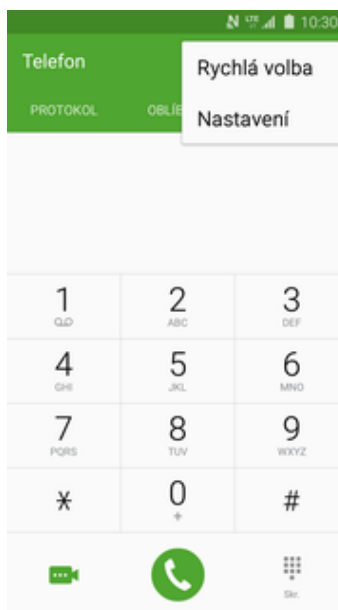 10:30
Telefon
Rychlá volba
PROTOKOL OBLÍB
Nastavení
1 2 3
ABC DEF
4 5 6
GHI JKL MNO
7 8 9
PQRS TUV WXYZ
* 0 #
+
Skr.